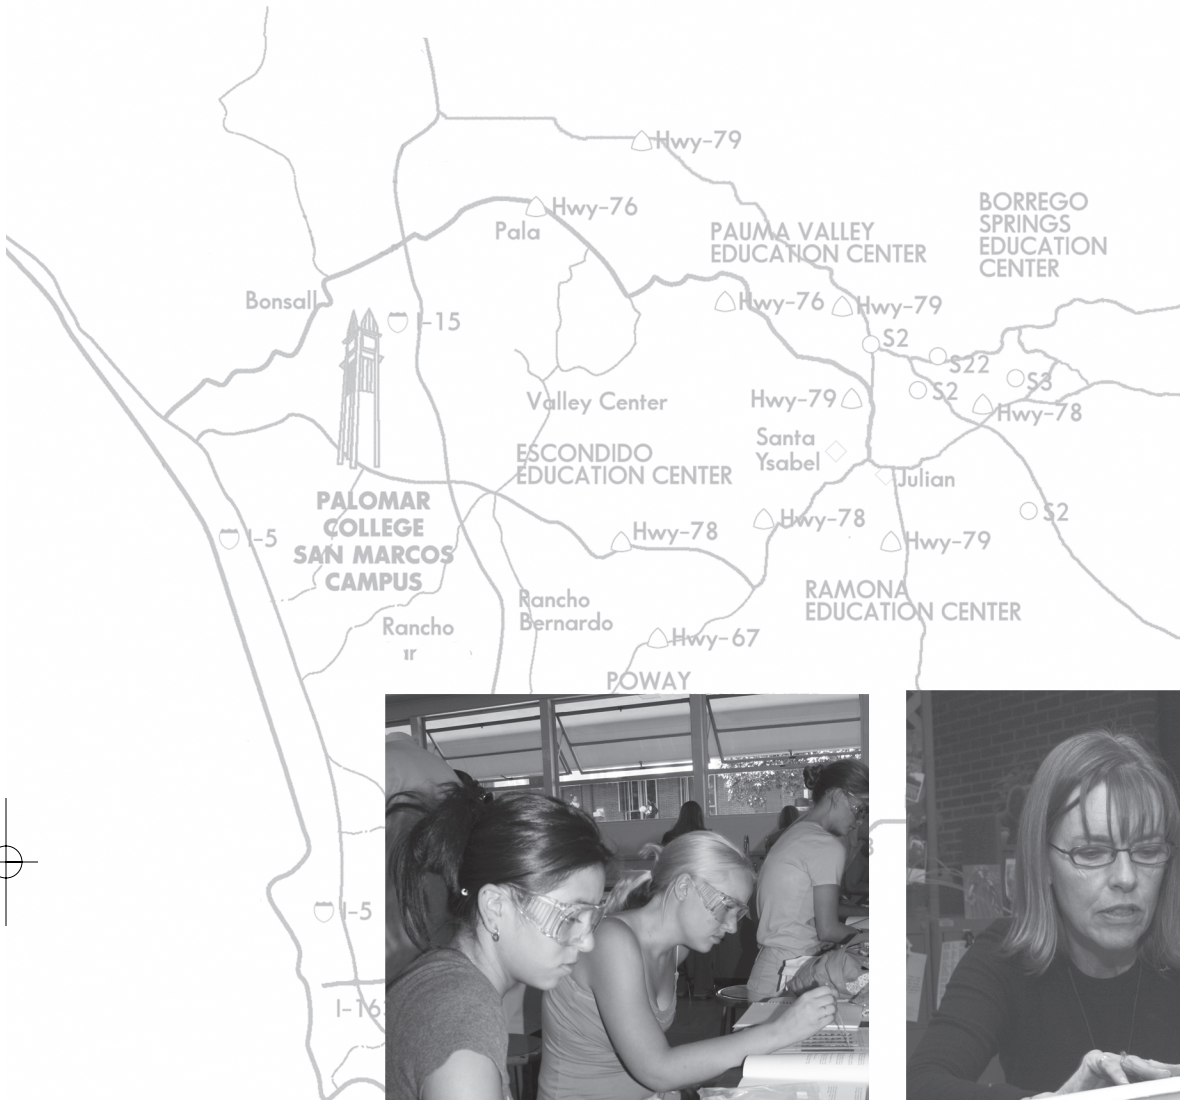 Hwy-79
Hwy-76
Pala
PAUMA VALLEY
EDUCATION CENTER
BORREGO
SPRINGS
EDUCATION
CENTER
Bonsall
I-15
Hwy-76
Hwy-79
S2
S22
S2
S3
Hwy-78
Valley Center
Hwy-79
Santa
Ysabel
Julian
ESCONDIDO
EDUCATION CENTER
PALOMAR
COLLEGE
SAN MARCOS
CAMPUS
I-5
Hwy-78
Hwy-78
S2
Hwy-79
RAMONA
EDUCATION CENTER
Rancho
Bernardo
Rancho
Hwy-67
POWAY
I-5